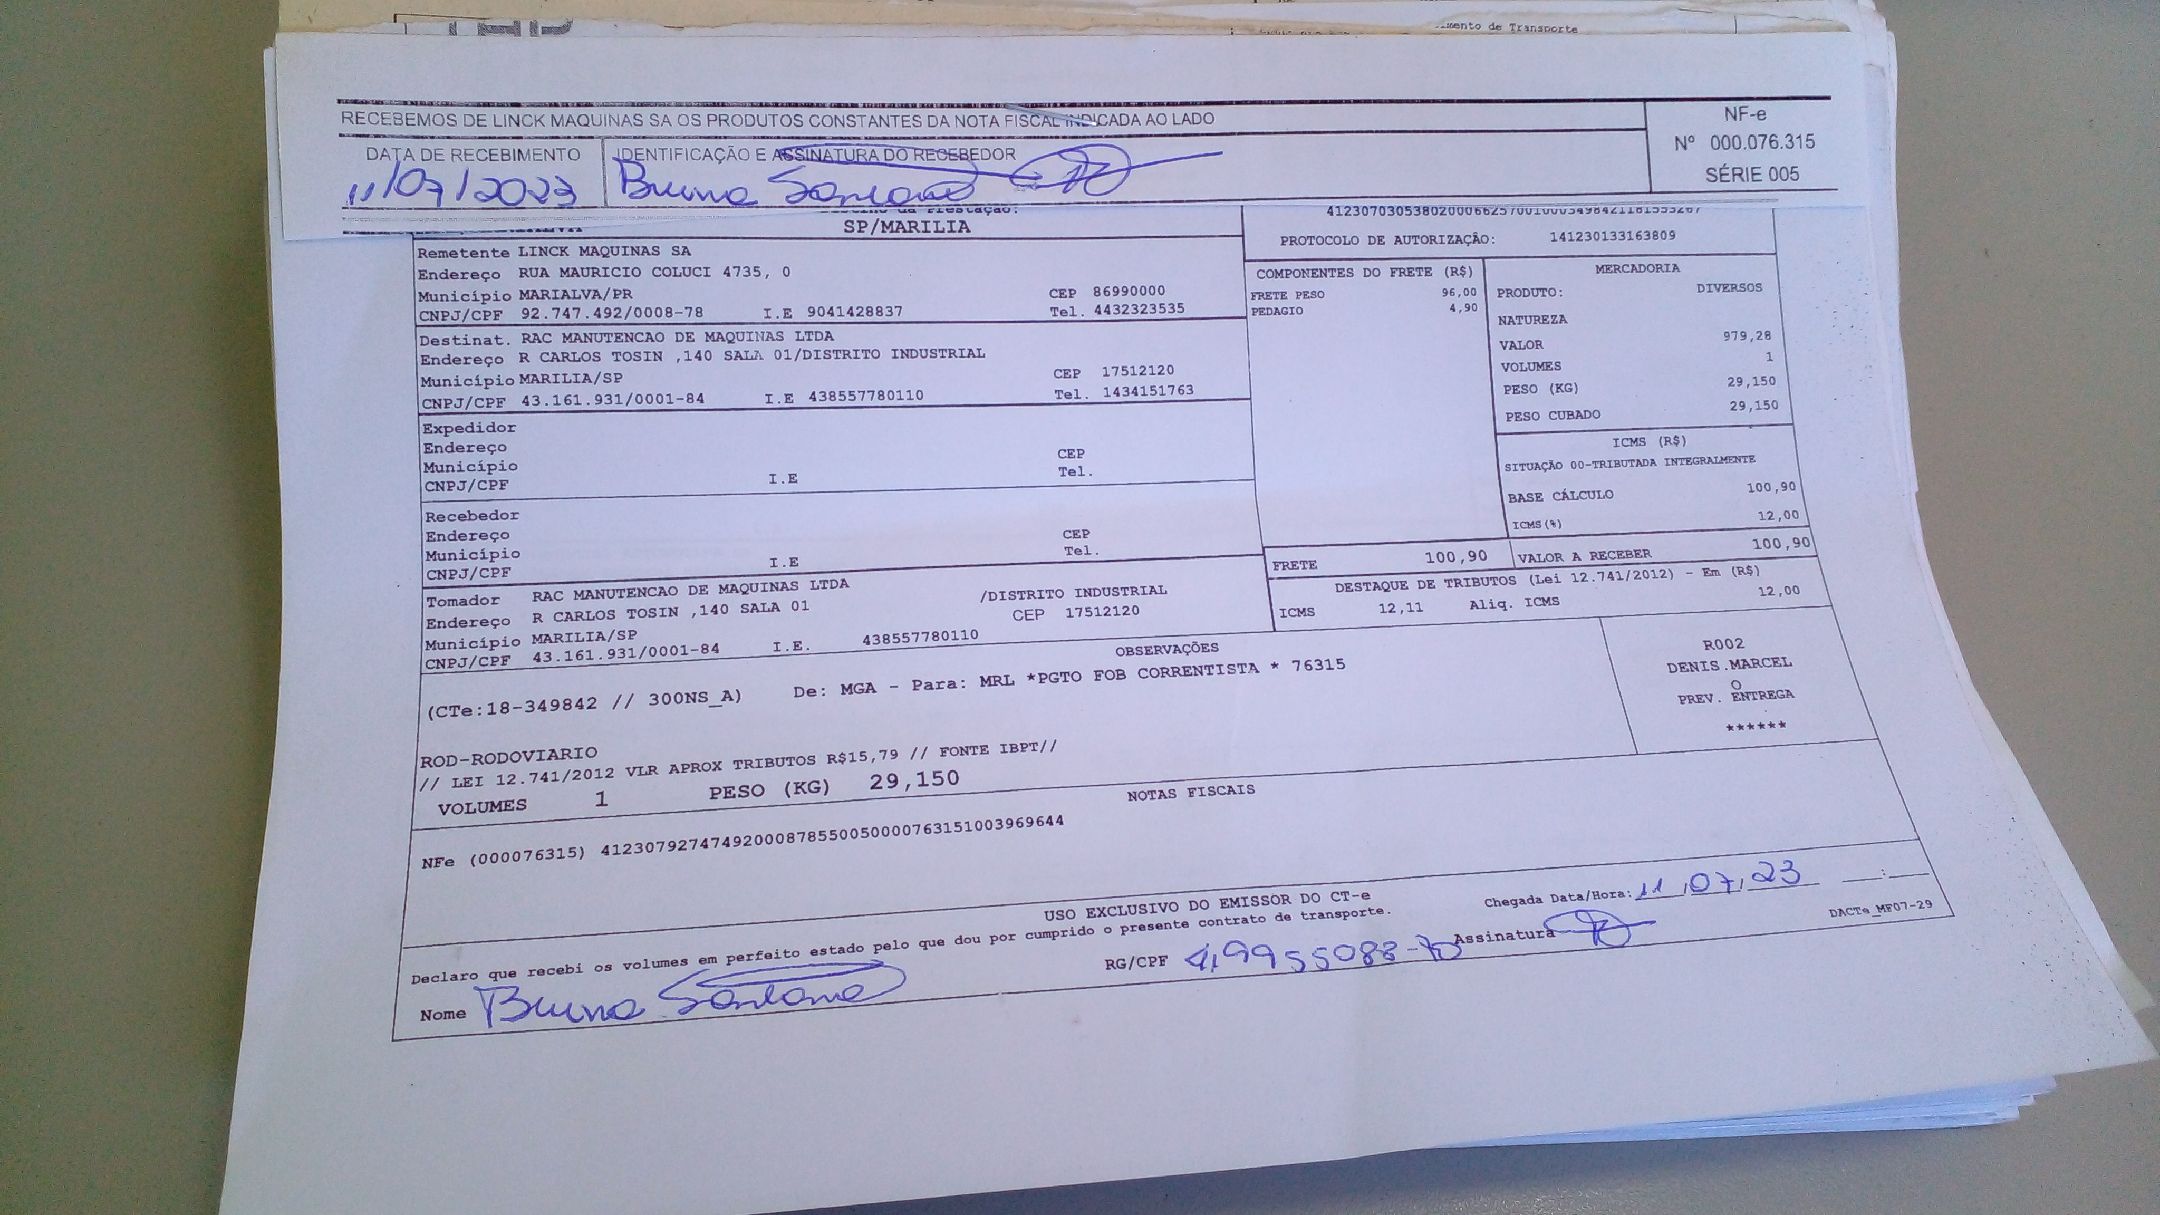 imento de Transporte
RECEBEMOS DE LINCK MAQUINAS SA OS PRODUTOS CONSTANTES DA NOTA FISCAL INDICADA AO LADO
NF-e
Nº 000.076.315
SÉRIE 005
DATA DE RECEBIMENTO
11/07/2023
IDENTIFICAÇÃO E ASSINATURA DO RECEBEDOR
Bruna Santana
SP/MARILIA
PROTOCOLO DE AUTORIZAÇÃO: 141230133163809
Remetente LINCK MAQUINAS SA
Endereço RUA MAURICIO COLUCI 4735, 0
Município MARIALVA/PR CEP 86990000
CNPJ/CPF 92.747.492/0008-78 I.E 9041428837 Tel. 4432323535
Destinat. RAC MANUTENCAO DE MAQUINAS LTDA
Endereço R CARLOS TOSIN ,140 SALA 01/DISTRITO INDUSTRIAL
Município MARILIA/SP CEP 17512120
CNPJ/CPF 43.161.931/0001-84 I.E 438557780110 Tel. 1434151763
Expedidor
Endereço
Município CEP
CNPJ/CPF I.E Tel.
Recebedor
Endereço
Município CEP
CNPJ/CPF I.E Tel.
Tomador RAC MANUTENCAO DE MAQUINAS LTDA
Endereço R CARLOS TOSIN ,140 SALA 01 /DISTRITO INDUSTRIAL
Município MARILIA/SP CEP 17512120
CNPJ/CPF 43.161.931/0001-84 I.E. 438557780110
COMPONENTES DO FRETE (R$)
FRETE PESO 96,00
PEDAGIO 4,90
MERCADORIA
PRODUTO: DIVERSOS
NATUREZA
VALOR 979,28
VOLUMES 1
PESO (KG) 29,150
PESO CUBADO 29,150
ICMS (R$)
SITUAÇÃO 00-TRIBUTADA INTEGRALMENTE
BASE CÁLCULO 100,90
ICMS(%) 12,00
FRETE 100,90 VALOR A RECEBER 100,90
DESTAQUE DE TRIBUTOS (Lei 12.741/2012) - Em (R$)
ICMS 12,11 Aliq. ICMS 12,00
OBSERVAÇÕES
(CTe:18-349842 // 300NS_A) De: MGA - Para: MRL *PGTO FOB CORRENTISTA * 76315
R002
DENIS.MARCEL
O
PREV. ENTREGA
******
ROD-RODOVIARIO
// LEI 12.741/2012 VLR APROX TRIBUTOS R$15,79 // FONTE IBPT//
VOLUMES 1 PESO (KG) 29,150
NOTAS FISCAIS
NFe (000076315) 41230792747492000878550050000763151003969644
USO EXCLUSIVO DO EMISSOR DO CT-e
Declaro que recebi os volumes em perfeito estado pelo que dou por cumprido o presente contrato de transporte.
Chegada Data/Hora: 11,07,23 __:__
Nome Bruna Santana RG/CPF Assinatura
DACTe_MF07-29